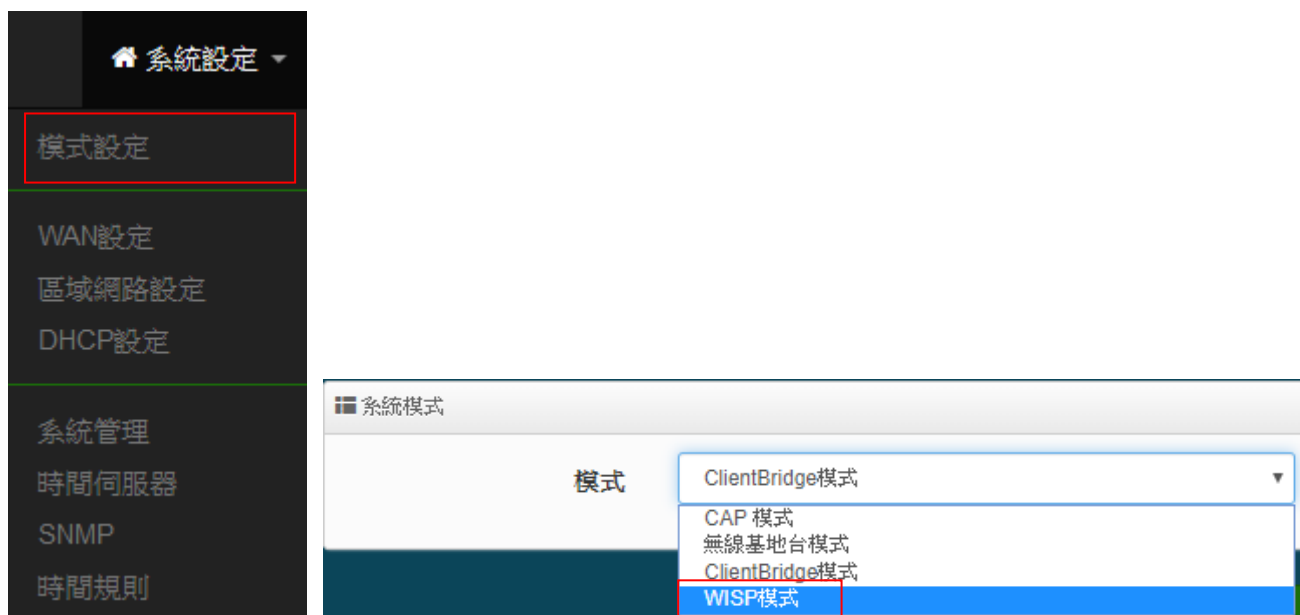 系統設定
模式設定
WAN設定
區域網路設定
DHCP設定
系統管理
時間伺服器
SNMP
時間規則
系統模式
模式
ClientBridge模式
CAP 模式
無線基地台模式
ClientBridge模式
WISP模式